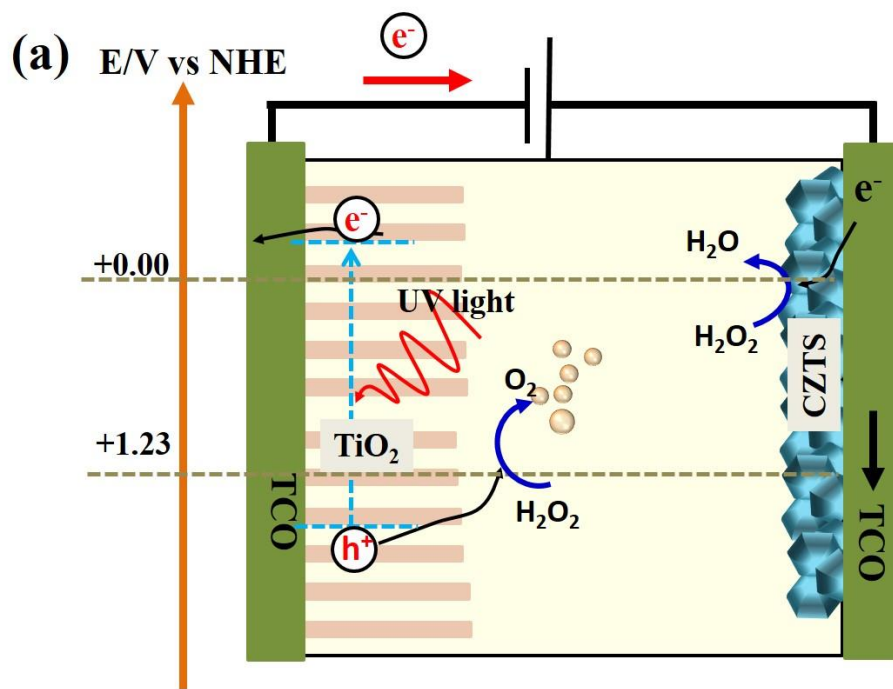 (a)
E/V vs NHE
e⁻
e⁻
e⁻
+0.00
H₂O
UV light
H₂O₂
CZTS
O₂
+1.23
TiO₂
TCO
H₂O₂
TCO
h⁺